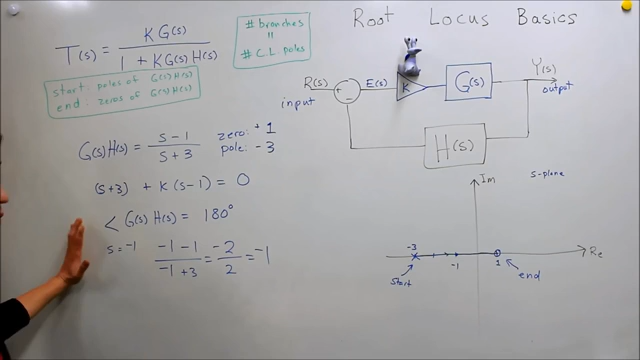 Root Locus Basics
T(s) = KG(s) / 1 + KG(s)H(s)
# branches
=
# C.L poles
start: poles of G(s)H(s)
end: zeros of G(s)H(s)
G(s)H(s) = s-1 / s+3
zero: +1
pole: -3
(s+3) + K(s-1) = 0
< G(s)H(s) = 180°
s=-1
-1 -1 / -1 +3 = -2 / 2 = -1
R(s)
input
+
-
E(s)
K
G(s)
Y(s)
output
H(s)
Im
s-plane
-3
-1
1
Re
start
end